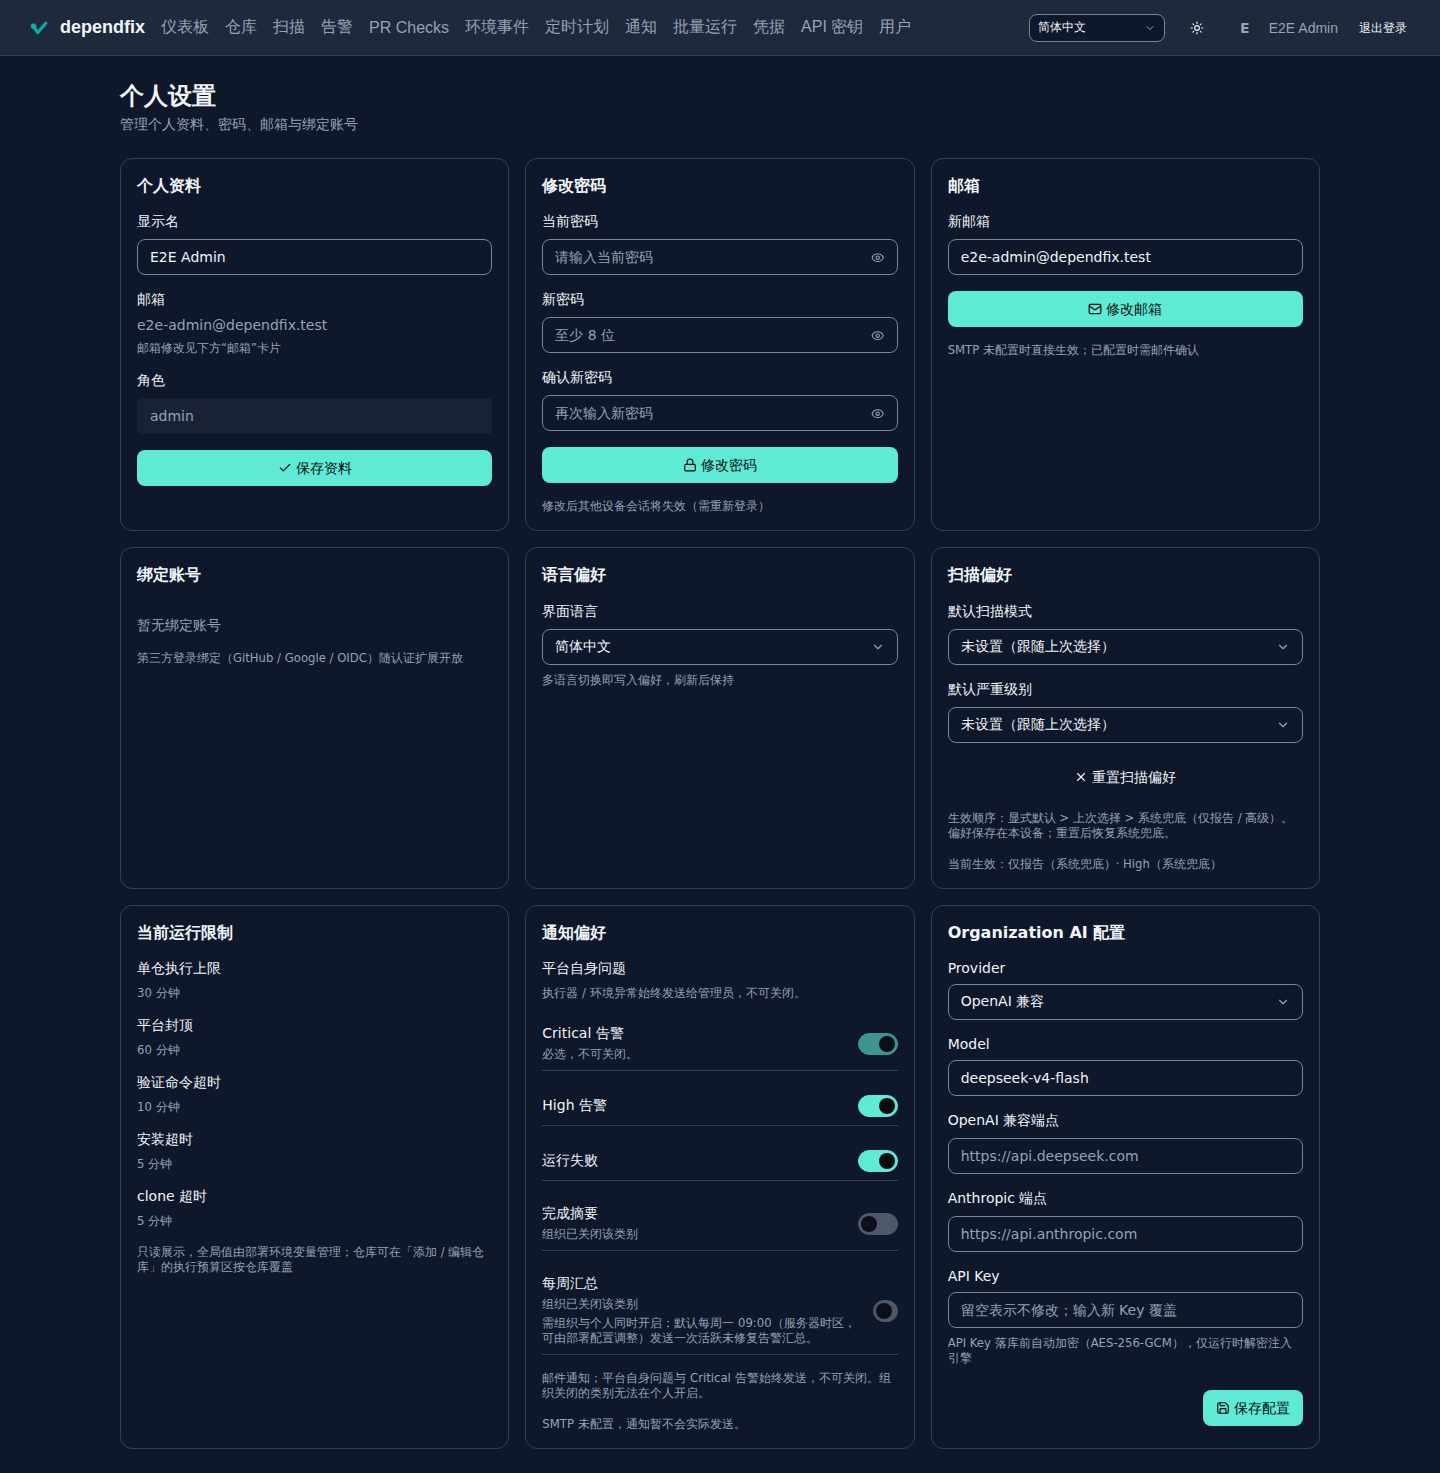 dependfix 仪表板 仓库 扫描 告警 PR Checks 环境事件 定时计划 通知 批量运行 凭据 API 密钥 用户 简体中文 E E2E Admin 退出登录
个人设置
管理个人资料、密码、邮箱与绑定账号
个人资料
显示名
E2E Admin
邮箱
e2e-admin@dependfix.test
邮箱修改见下方“邮箱”卡片
角色
admin
保存资料
修改密码
当前密码
请输入当前密码
新密码
至少 8 位
确认新密码
再次输入新密码
修改密码
修改后其他设备会话将失效（需重新登录）
邮箱
新邮箱
e2e-admin@dependfix.test
修改邮箱
SMTP 未配置时直接生效；已配置时需邮件确认
绑定账号
暂无绑定账号
第三方登录绑定（GitHub / Google / OIDC）随认证扩展开放
语言偏好
界面语言
简体中文
多语言切换即写入偏好，刷新后保持
扫描偏好
默认扫描模式
未设置（跟随上次选择）
默认严重级别
未设置（跟随上次选择）
重置扫描偏好
生效顺序：显式默认 > 上次选择 > 系统兜底（仅报告 / 高级）。
偏好保存在本设备；重置后恢复系统兜底。
当前生效：仅报告（系统兜底）· High（系统兜底）
当前运行限制
单仓执行上限
30 分钟
平台封顶
60 分钟
验证命令超时
10 分钟
安装超时
5 分钟
clone 超时
5 分钟
只读展示，全局值由部署环境变量管理；仓库可在「添加 / 编辑仓
库」的执行预算区按仓库覆盖
通知偏好
平台自身问题
执行器 / 环境异常始终发送给管理员，不可关闭。
Critical 告警
必选，不可关闭。
High 告警
运行失败
完成摘要
组织已关闭该类别
每周汇总
组织已关闭该类别
需组织与个人同时开启；默认每周一 09:00（服务器时区，
可由部署配置调整）发送一次活跃未修复告警汇总。
邮件通知；平台自身问题与 Critical 告警始终发送，不可关闭。组
织关闭的类别无法在个人开启。
SMTP 未配置，通知暂不会实际发送。
Organization AI 配置
Provider
OpenAI 兼容
Model
deepseek-v4-flash
OpenAI 兼容端点
https://api.deepseek.com
Anthropic 端点
https://api.anthropic.com
API Key
留空表示不修改；输入新 Key 覆盖
API Key 落库前自动加密（AES-256-GCM），仅运行时解密注入
引擎
保存配置